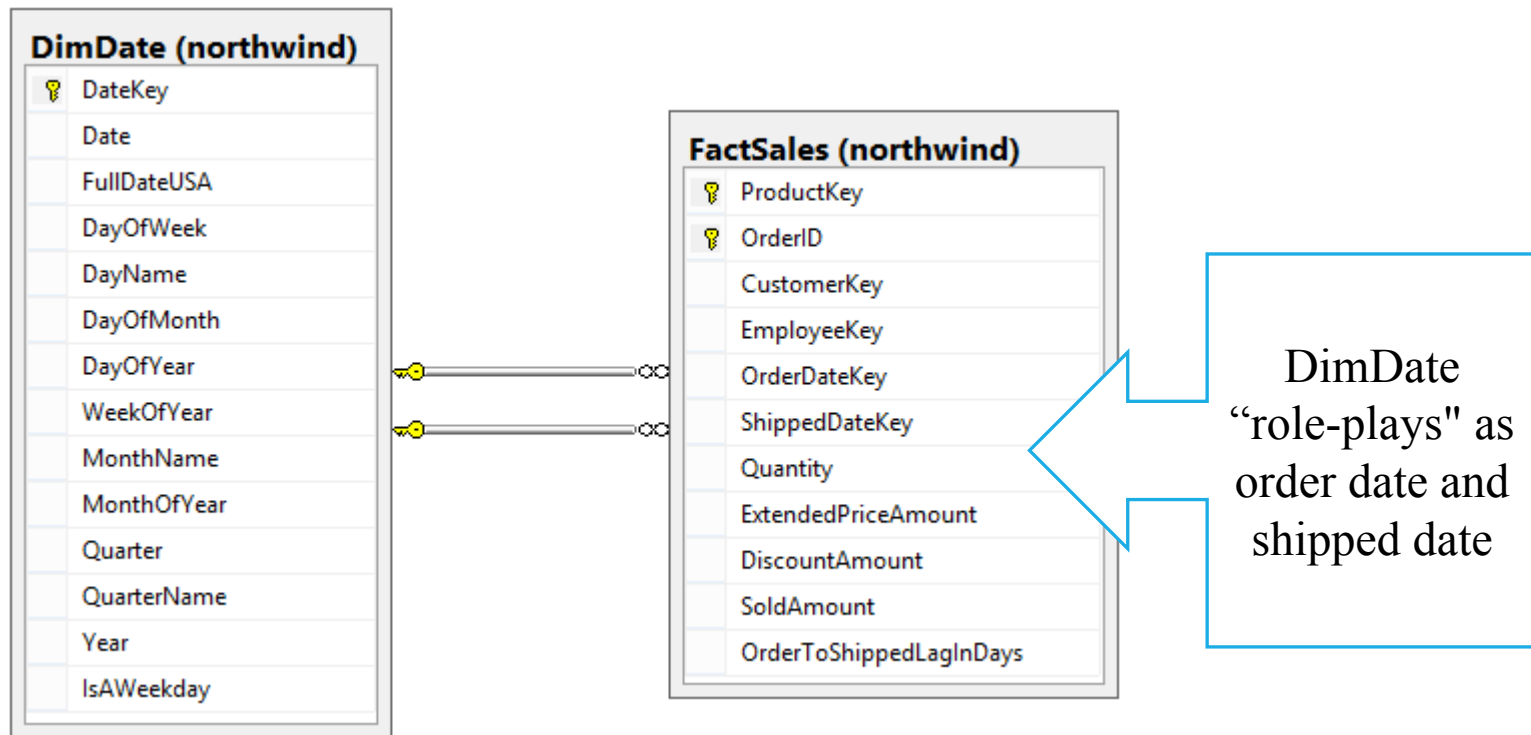 DimDate (northwind)
DateKey
Date
FullDateUSA
DayOfWeek
DayName
DayOfMonth
DayOfYear
WeekOfYear
MonthName
MonthOfYear
Quarter
QuarterName
Year
IsAWeekday
FactSales (northwind)
ProductKey
OrderID
CustomerKey
EmployeeKey
OrderDateKey
ShippedDateKey
Quantity
ExtendedPriceAmount
DiscountAmount
SoldAmount
OrderToShippedLagInDays
DimDate
“role-plays" as
order date and
shipped date